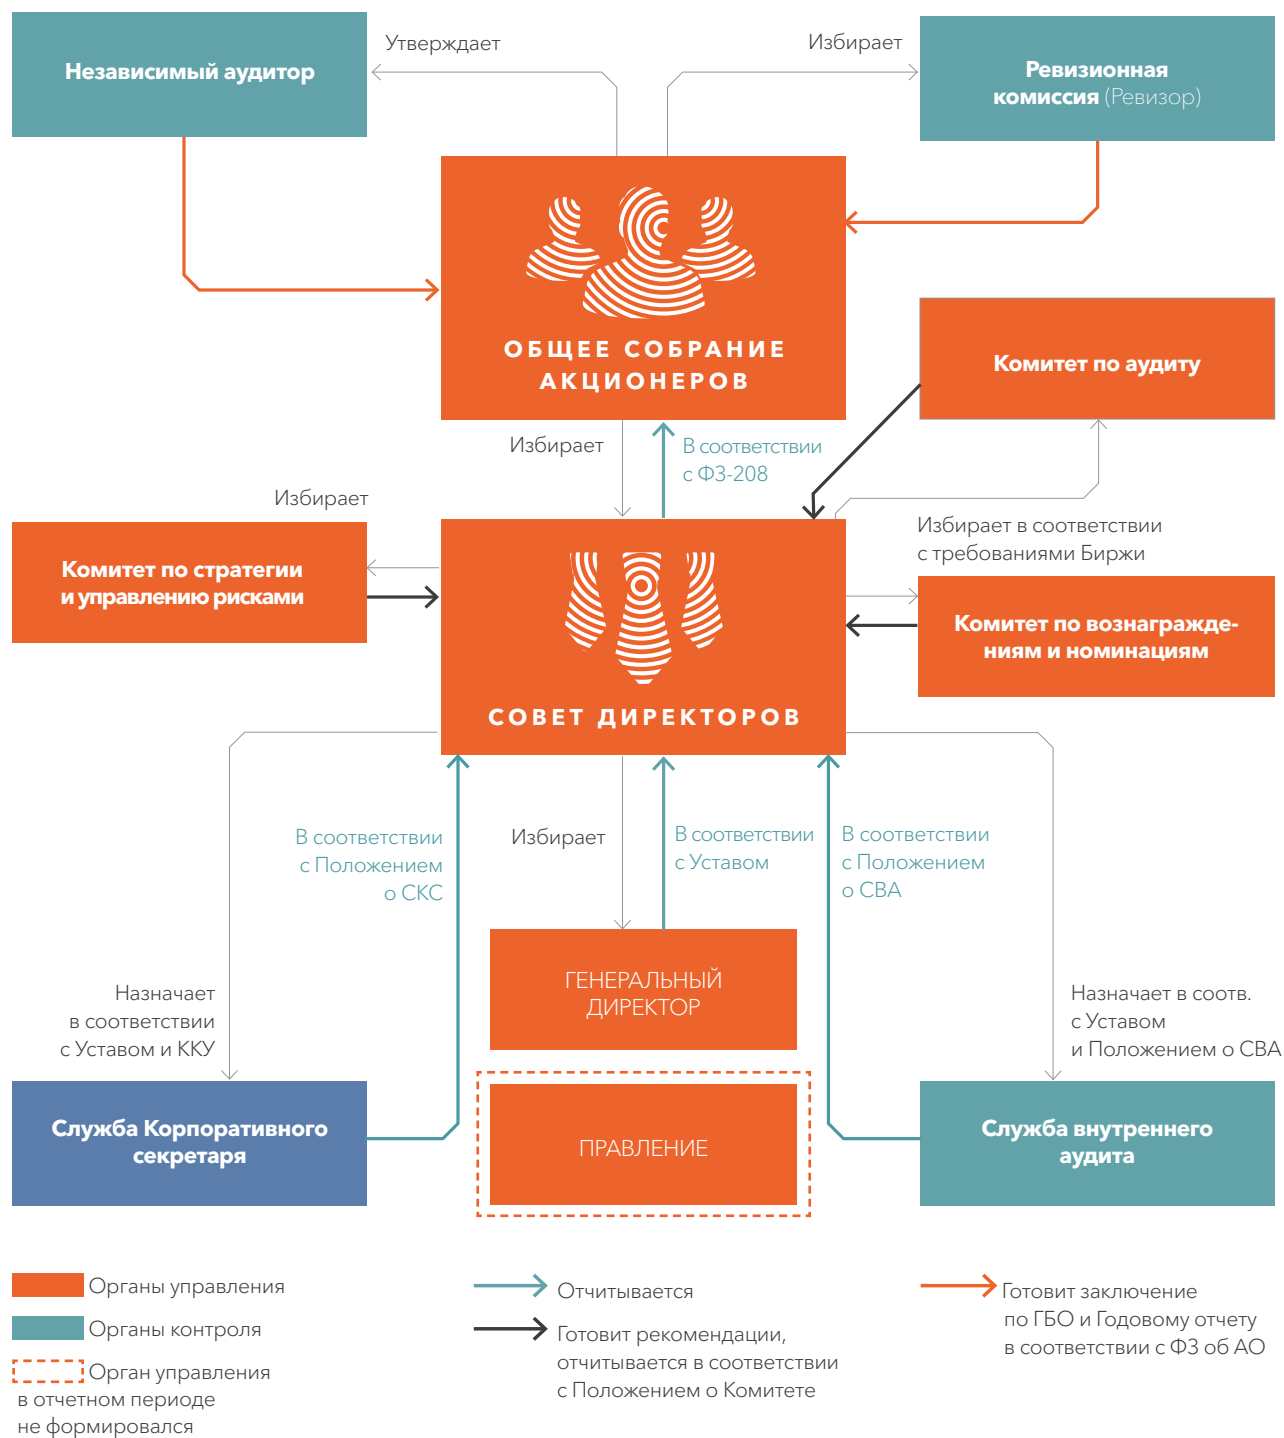 Утверждает
Избирает
Независимый аудитор
Ревизионная
комиссия (Ревизор)
ОБЩЕЕ СОБРАНИЕ
АКЦИОНЕРОВ
Комитет по аудиту
Избирает
В соответствии
с ФЗ-208
Избирает
Избирает в соответствии
с требованиями Биржи
Комитет по стратегии
и управлению рисками
Комитет по вознагражде-
ниям и номинациям
СОВЕТ ДИРЕКТОРОВ
В соответствии
с Положением
о СКС
Избирает
В соответствии
с Уставом
В соответствии
с Положением
о СВА
ГЕНЕРАЛЬНЫЙ
ДИРЕКТОР
Назначает
в соответствии
с Уставом и ККУ
Назначает в соотв.
с Уставом
и Положением о СВА
Служба Корпоративного
секретаря
ПРАВЛЕНИЕ
Служба внутреннего
аудита
Органы управления
Органы контроля
Орган управления
в отчетном периоде
не формировался
Отчитывается
Готовит рекомендации,
отчитывается в соответствии
с Положением о Комитете
Готовит заключение
по ГБО и Годовому отчету
в соответствии с ФЗ об АО